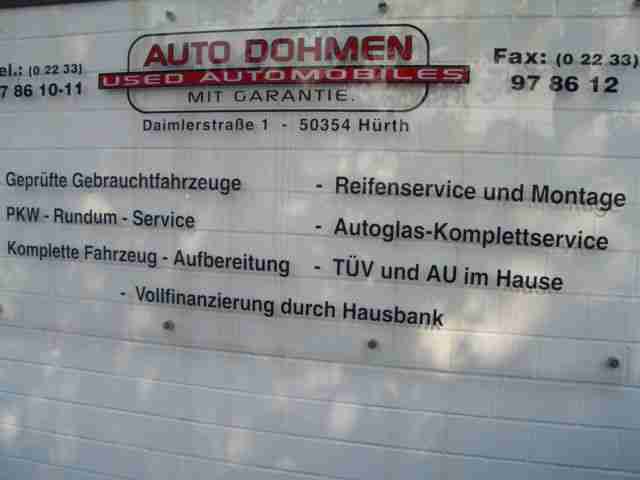 AUTO DOHMEN
USED AUTOMOBILES
MIT GARANTIE.
el.: (0 22 33)
7 86 10-11
Fax: (0 22 33)
97 86 12
Daimlerstraße 1 - 50354 Hürth
Geprüfte Gebrauchtfahrzeuge
- Reifenservice und Montage
PKW - Rundum - Service
- Autoglas-Komplettservice
Komplette Fahrzeug - Aufbereitung
- TÜV und AU im Hause
- Vollfinanzierung durch Hausbank